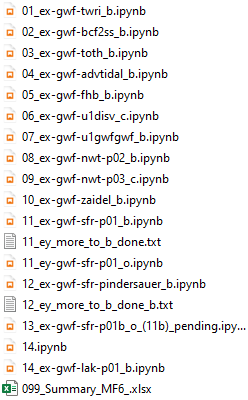 01_ex-gwf-twri_b.ipynb
02_ex-gwf-bcf2ss_b.ipynb
03_ex-gwf-toth_b.ipynb
04_ex-gwf-advtidal_b.ipynb
05_ex-gwf-fhb_b.ipynb
06_ex-gwf-u1disv_c.ipynb
07_ex-gwf-u1gwfgwf_b.ipynb
08_ex-gwf-nwt-p02_b.ipynb
09_ex-gwf-nwt-p03_c.ipynb
10_ex-gwf-zaidel_b.ipynb
11_ex-gwf-sfr-p01_b.ipynb
11_ey_more_to_b_done.txt
11_ey-gwf-sfr-p01_o.ipynb
12_ex-gwf-sfr-pindersauer_b.ipynb
12_ey_more_to_b_done_b.txt
13_ex-gwf-sfr-p01b_o_(11b)_pending.ipy...
14.ipynb
14_ex-gwf-lak-p01_b.ipynb
099_Summary_MF6_.xlsx